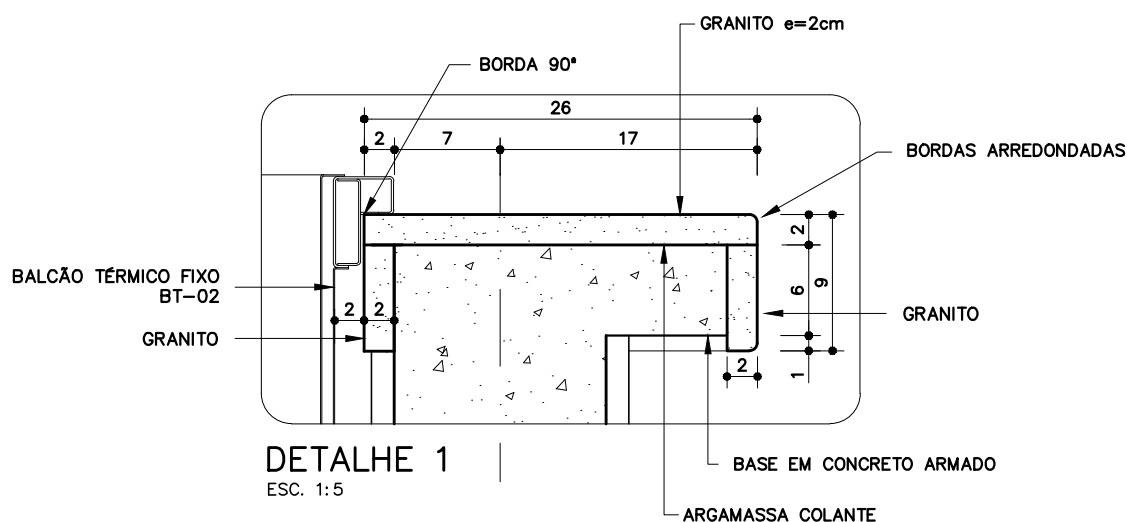 GRANITO e=2cm
BORDA 90°
26
2
7
17
BORDAS ARREDONDADAS
2
6
9
1
BALCÃO TÉRMICO FIXO
BT-02
2
2
GRANITO
GRANITO
2
DETALHE 1
ESC. 1:5
BASE EM CONCRETO ARMADO
ARGAMASSA COLANTE